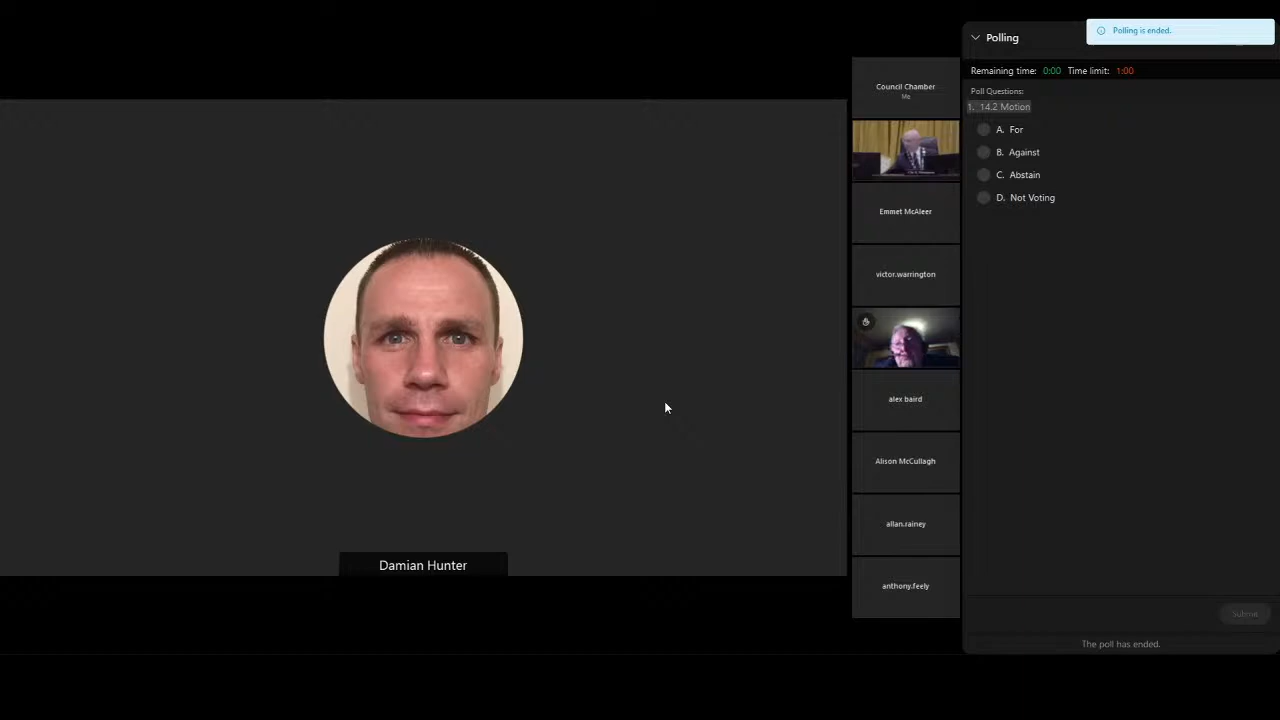 Polling is ended.
Polling
Remaining time: 0:00 Time limit: 1:00
Poll Questions:
1. 14.2 Motion
A. For
B. Against
C. Abstain
D. Not Voting
Submit
The poll has ended.
Council Chamber
Me
Emmet McAleer
victor.warrington
alex baird
Alison McCullagh
allan.rainey
anthony.feely
Damian Hunter